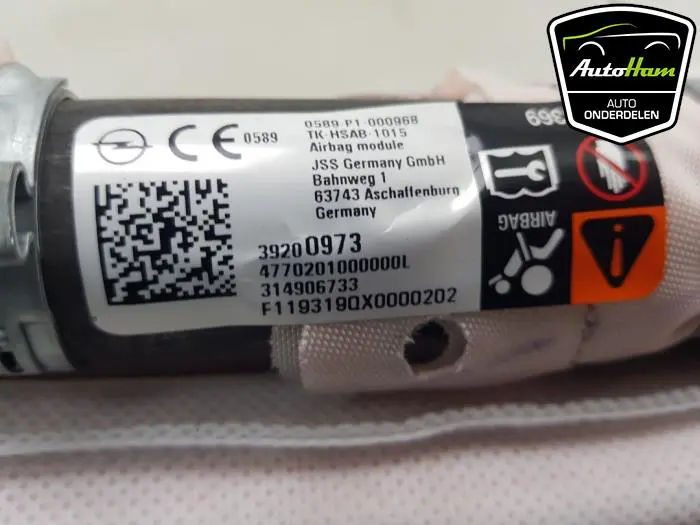 AutoHam
AUTO
ONDERDELEN
CE 0589
0589-P1-000968
TK-HSAB-1015
Airbag module
JSS Germany GmbH
Bahnweg 1
63743 Aschaffenburg
Germany
39200973
4770201000000L
314906733
F119319QX0000202
AIRBAG